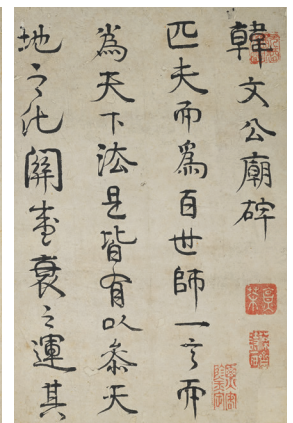 韓文公廟碑
匹夫而爲百世師一言而
爲天下法是皆有以叅天
地之化關盛衰之運其